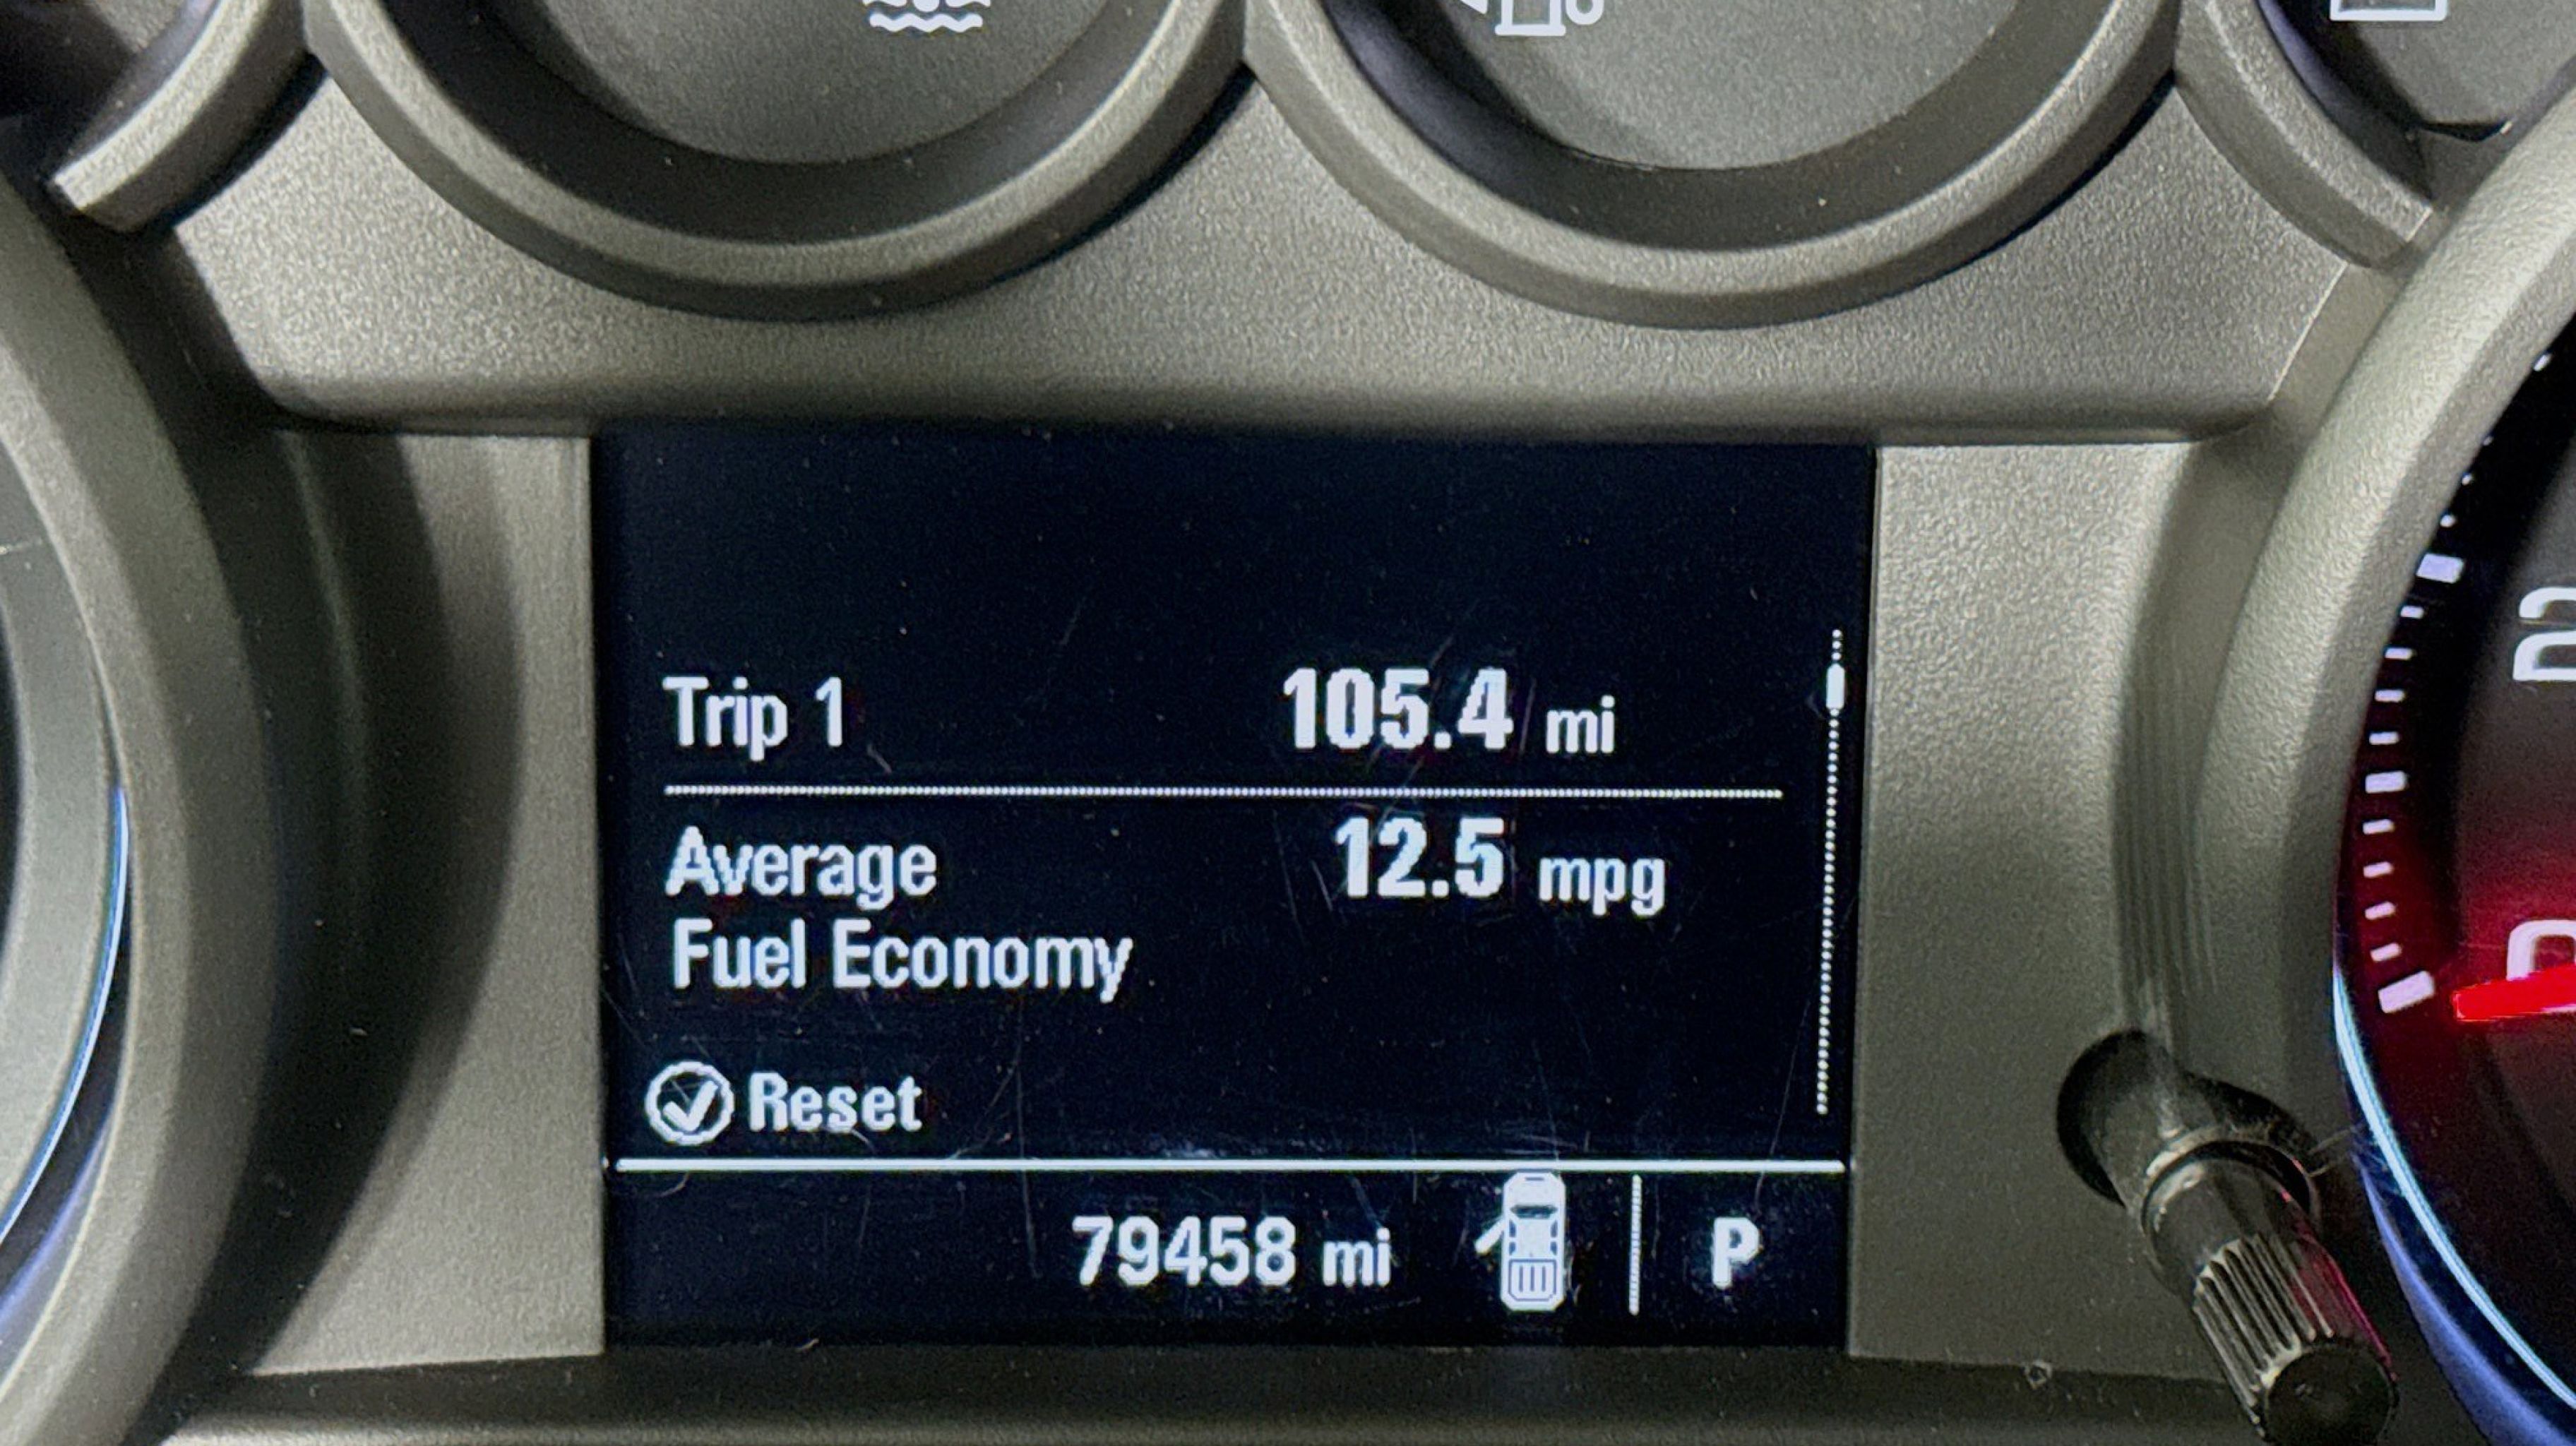 Trip 1 105.4 mi
Average 12.5 mpg
Fuel Economy
Reset
79458 mi P